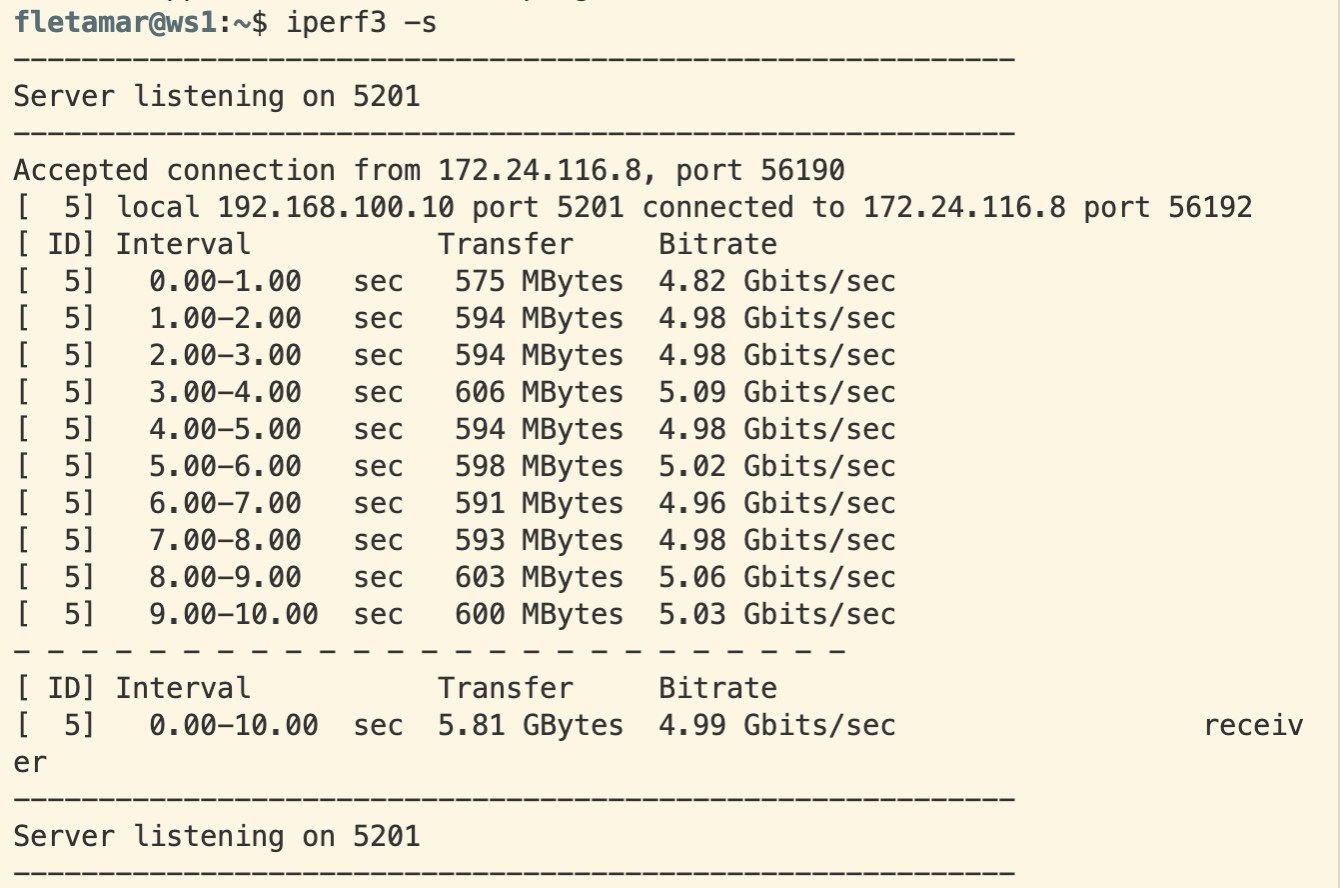 fletamar@ws1:~$ iperf3 -s
-----------------------------------------------------------
Server listening on 5201
-----------------------------------------------------------
Accepted connection from 172.24.116.8, port 56190
[  5] local 192.168.100.10 port 5201 connected to 172.24.116.8 port 56192
[ ID] Interval           Transfer     Bitrate
[  5]   0.00-1.00   sec   575 MBytes  4.82 Gbits/sec
[  5]   1.00-2.00   sec   594 MBytes  4.98 Gbits/sec
[  5]   2.00-3.00   sec   594 MBytes  4.98 Gbits/sec
[  5]   3.00-4.00   sec   606 MBytes  5.09 Gbits/sec
[  5]   4.00-5.00   sec   594 MBytes  4.98 Gbits/sec
[  5]   5.00-6.00   sec   598 MBytes  5.02 Gbits/sec
[  5]   6.00-7.00   sec   591 MBytes  4.96 Gbits/sec
[  5]   7.00-8.00   sec   593 MBytes  4.98 Gbits/sec
[  5]   8.00-9.00   sec   603 MBytes  5.06 Gbits/sec
[  5]   9.00-10.00  sec   600 MBytes  5.03 Gbits/sec
- - - - - - - - - - - - - - - - - - - - - - - - -
[ ID] Interval           Transfer     Bitrate
[  5]   0.00-10.00  sec  5.81 GBytes  4.99 Gbits/sec                  receiv
er
-----------------------------------------------------------
Server listening on 5201
-----------------------------------------------------------